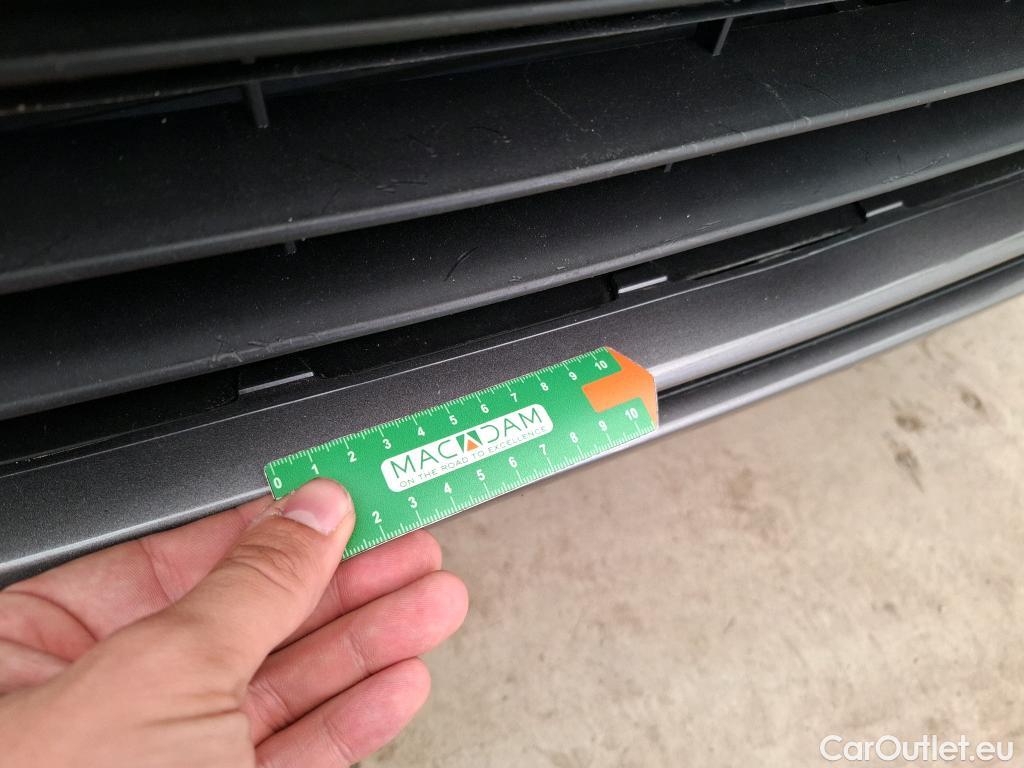 0 1 2 3 4 5 6 7 8 9 10
MACADAM
ON THE ROAD TO EXCELLENCE
2 3 4 5 6 7 8 9 10
CarOutlet.eu